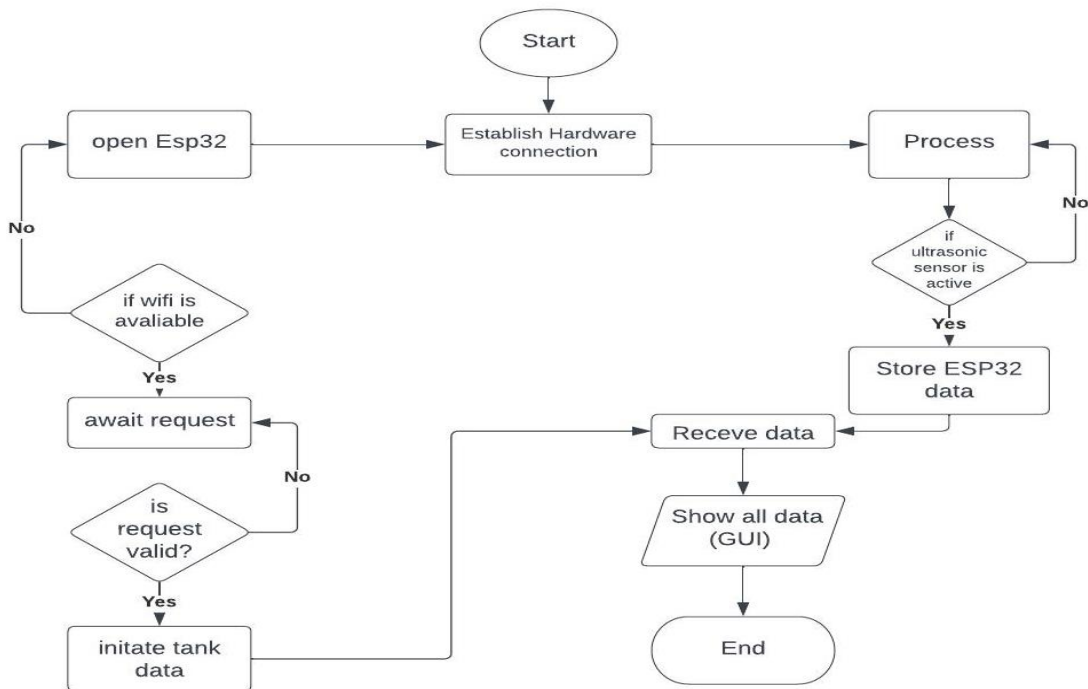 Start
open Esp32
Establish Hardware
connection
Process
No
No
if
ultrasonic
sensor is
active
if wifi is
avaliable
Yes
Yes
Store ESP32
data
await request
Receve data
No
is
request
valid?
Show all data
(GUI)
Yes
initate tank
data
End